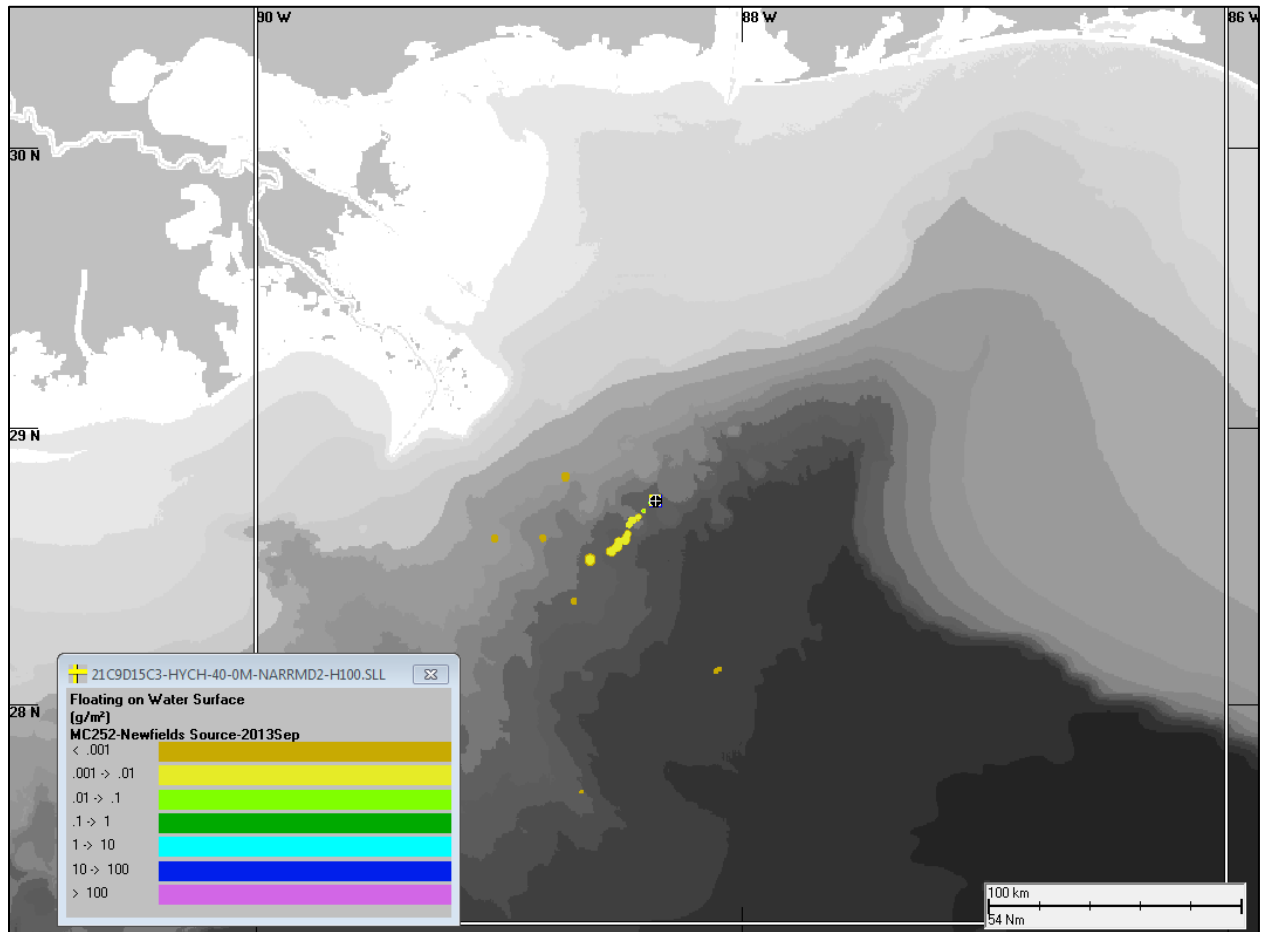 90 W
88 W
86 W
30 N
29 N
28 N
21C9D15C3-HYCH-40-0M-NARRMD2-H100.SLL
Floating on Water Surface
(g/m²)
MC252-Newfields Source-2013Sep
< .001
.001 -> .01
.01 -> .1
.1 -> 1
1 -> 10
10 -> 100
> 100
100 km
54 Nm